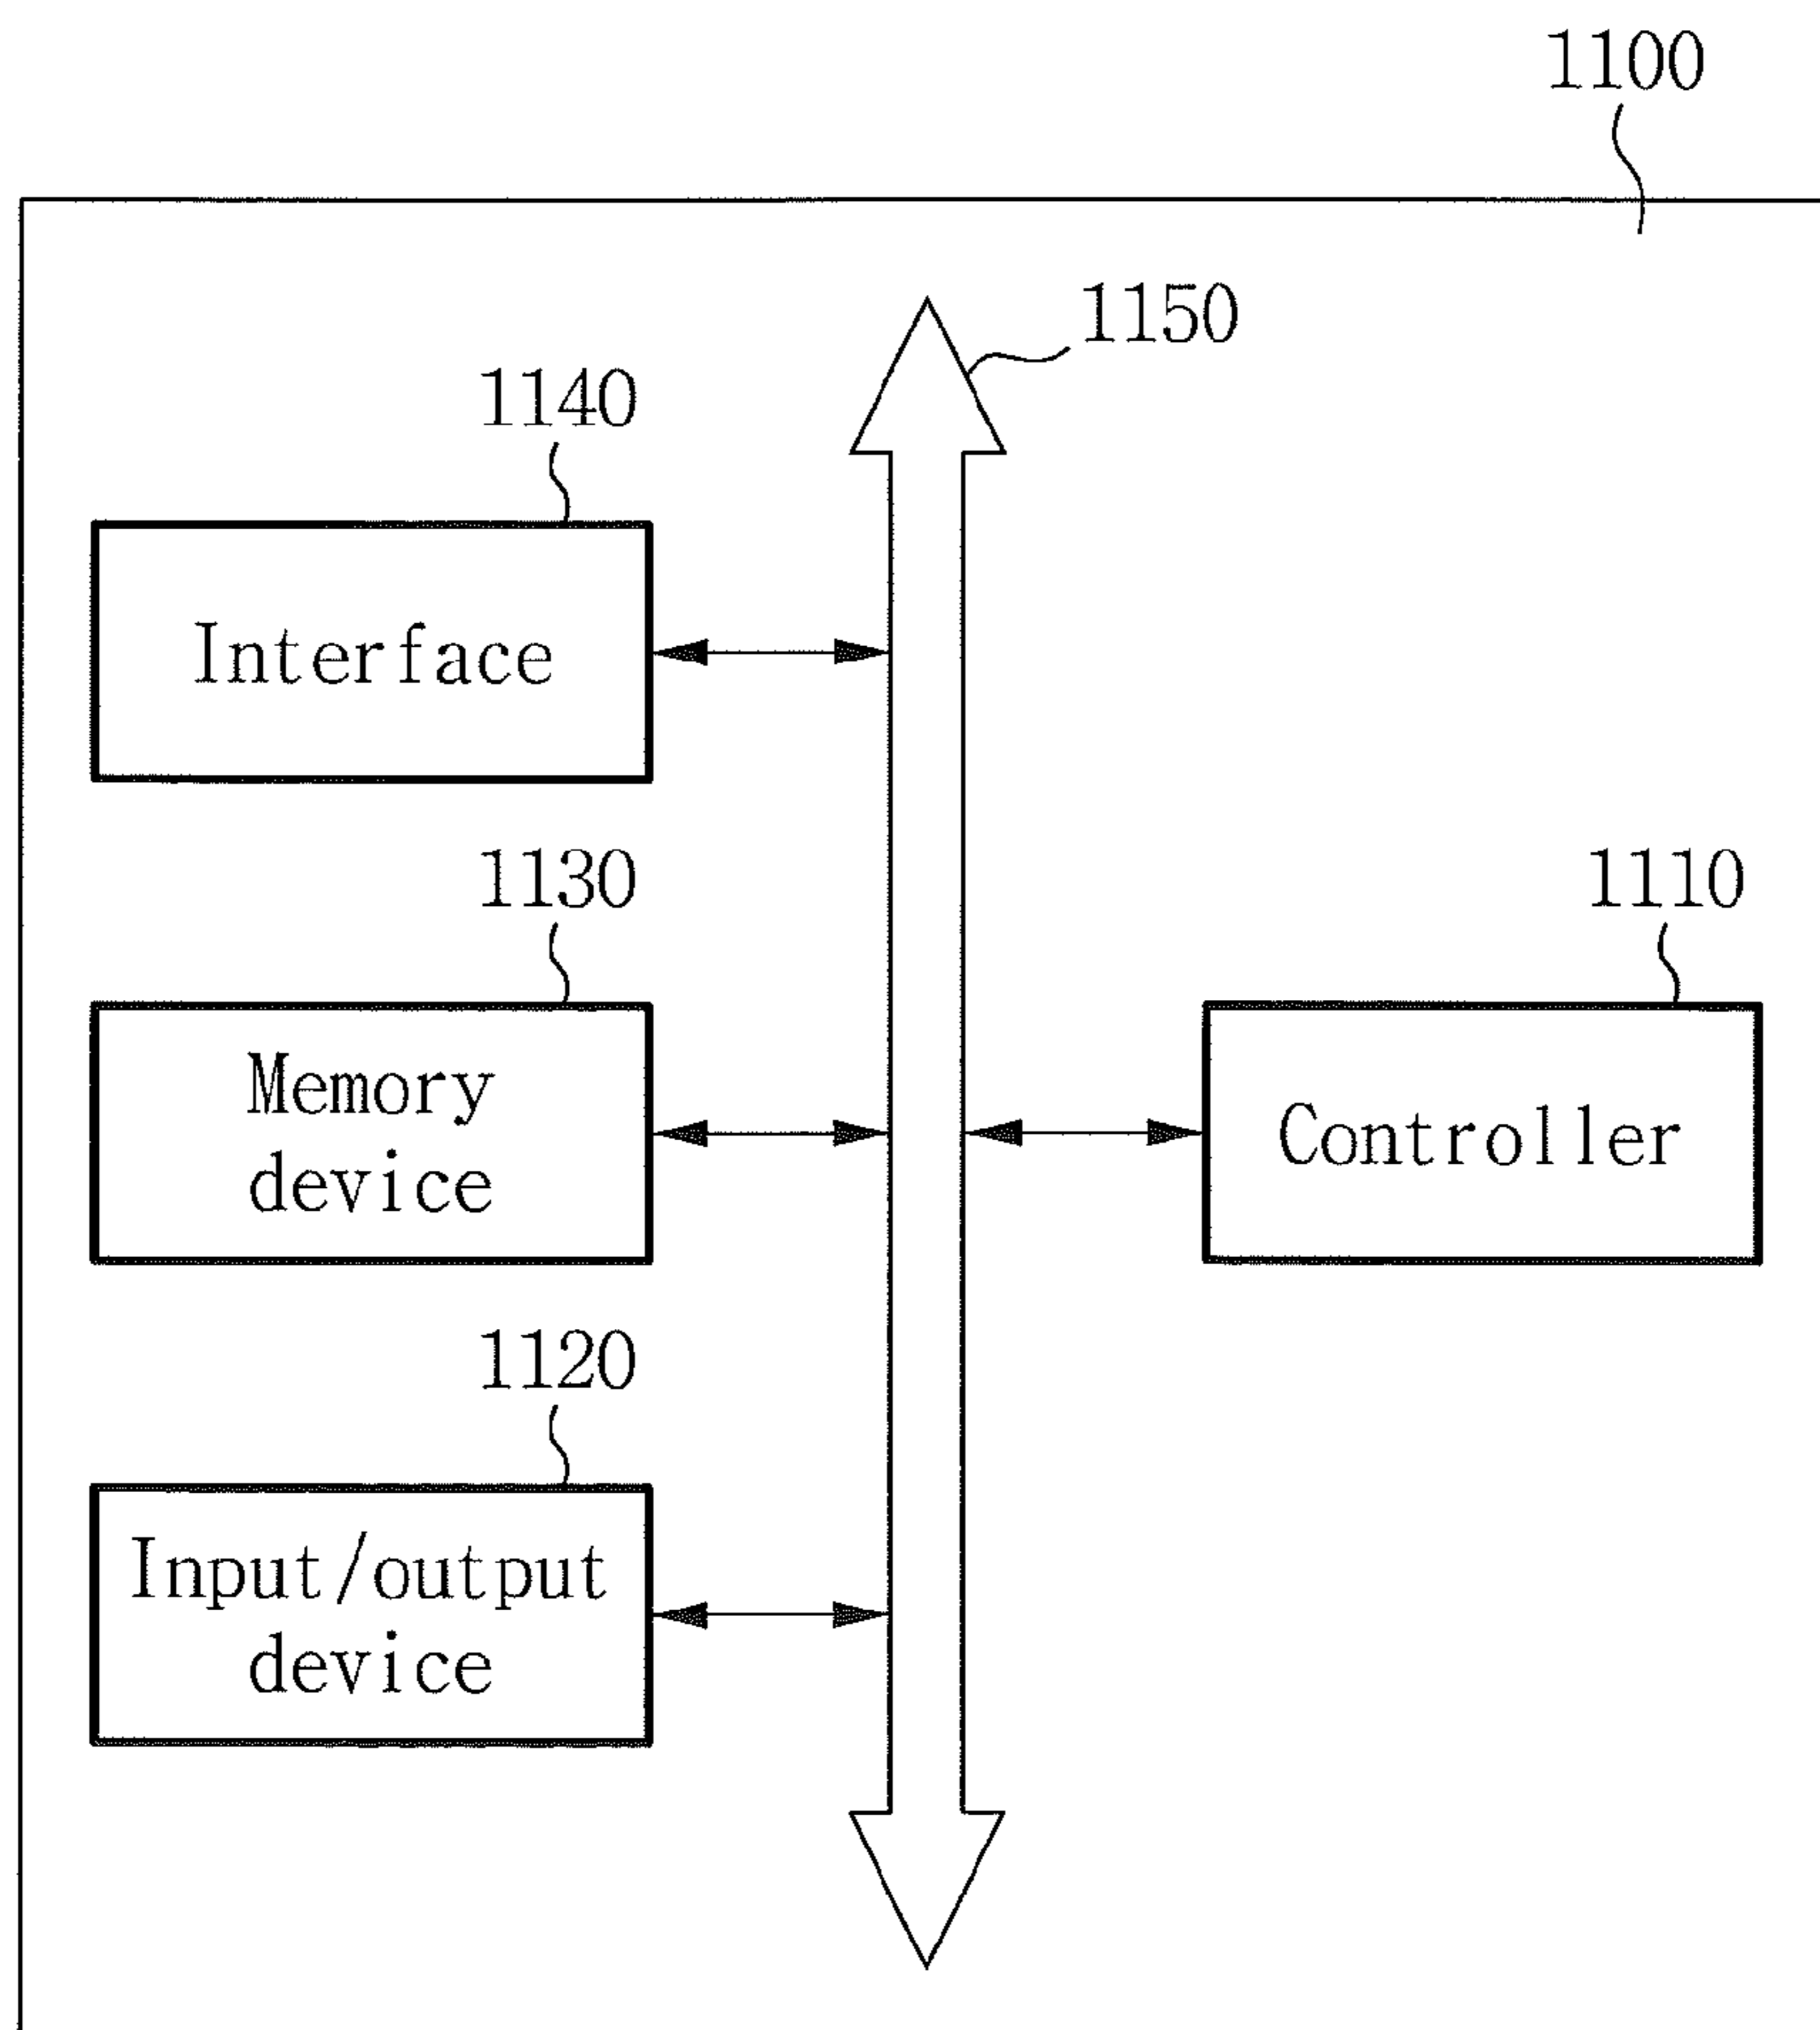 1100
1150
1140
Interface
1130
1110
Memory
device
Controller
1120
Input/output
device